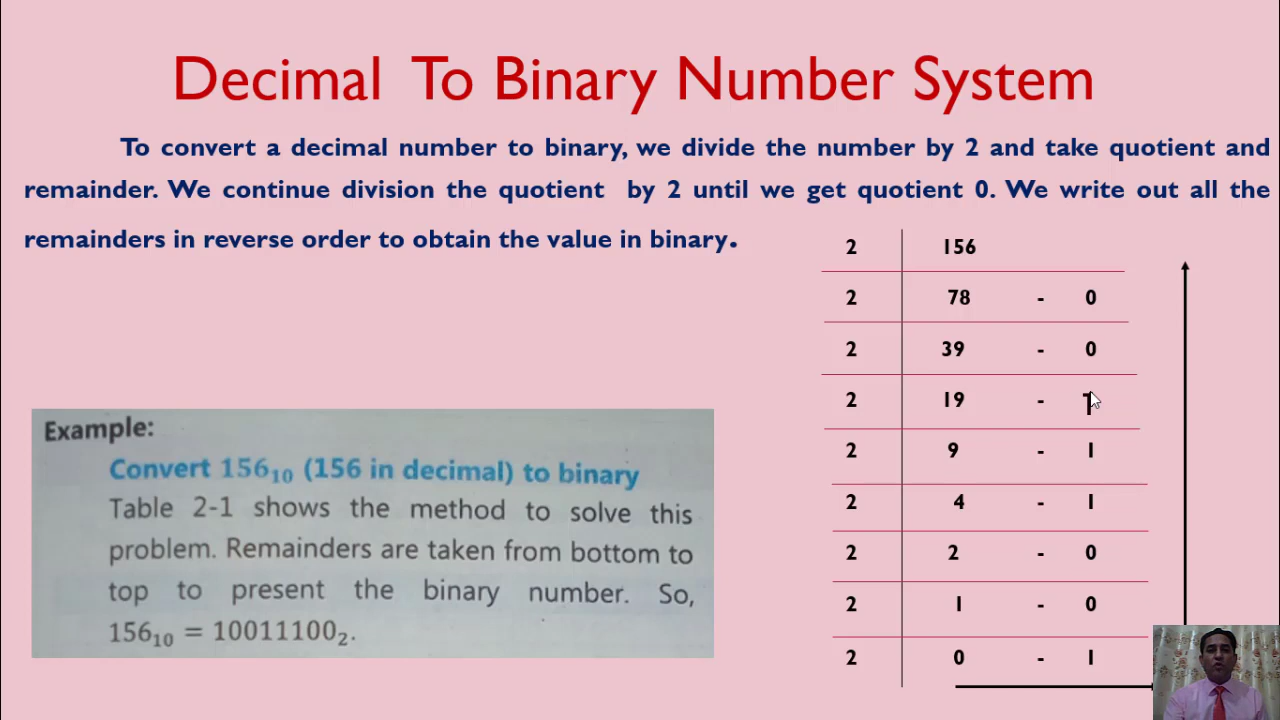 Decimal To Binary Number System
To convert a decimal number to binary, we divide the number by 2 and take quotient and
remainder. We continue division the quotient by 2 until we get quotient 0. We write out all the
remainders in reverse order to obtain the value in binary.
Example:
Convert 156₁₀ (156 in decimal) to binary
Table 2-1 shows the method to solve this
problem. Remainders are taken from bottom to
top to present the binary number. So,
156₁₀ = 10011100₂.
2 156
2 78 - 0
2 39 - 0
2 19 - 1
2 9 - 1
2 4 - 1
2 2 - 0
2 1 - 0
2 0 - 1